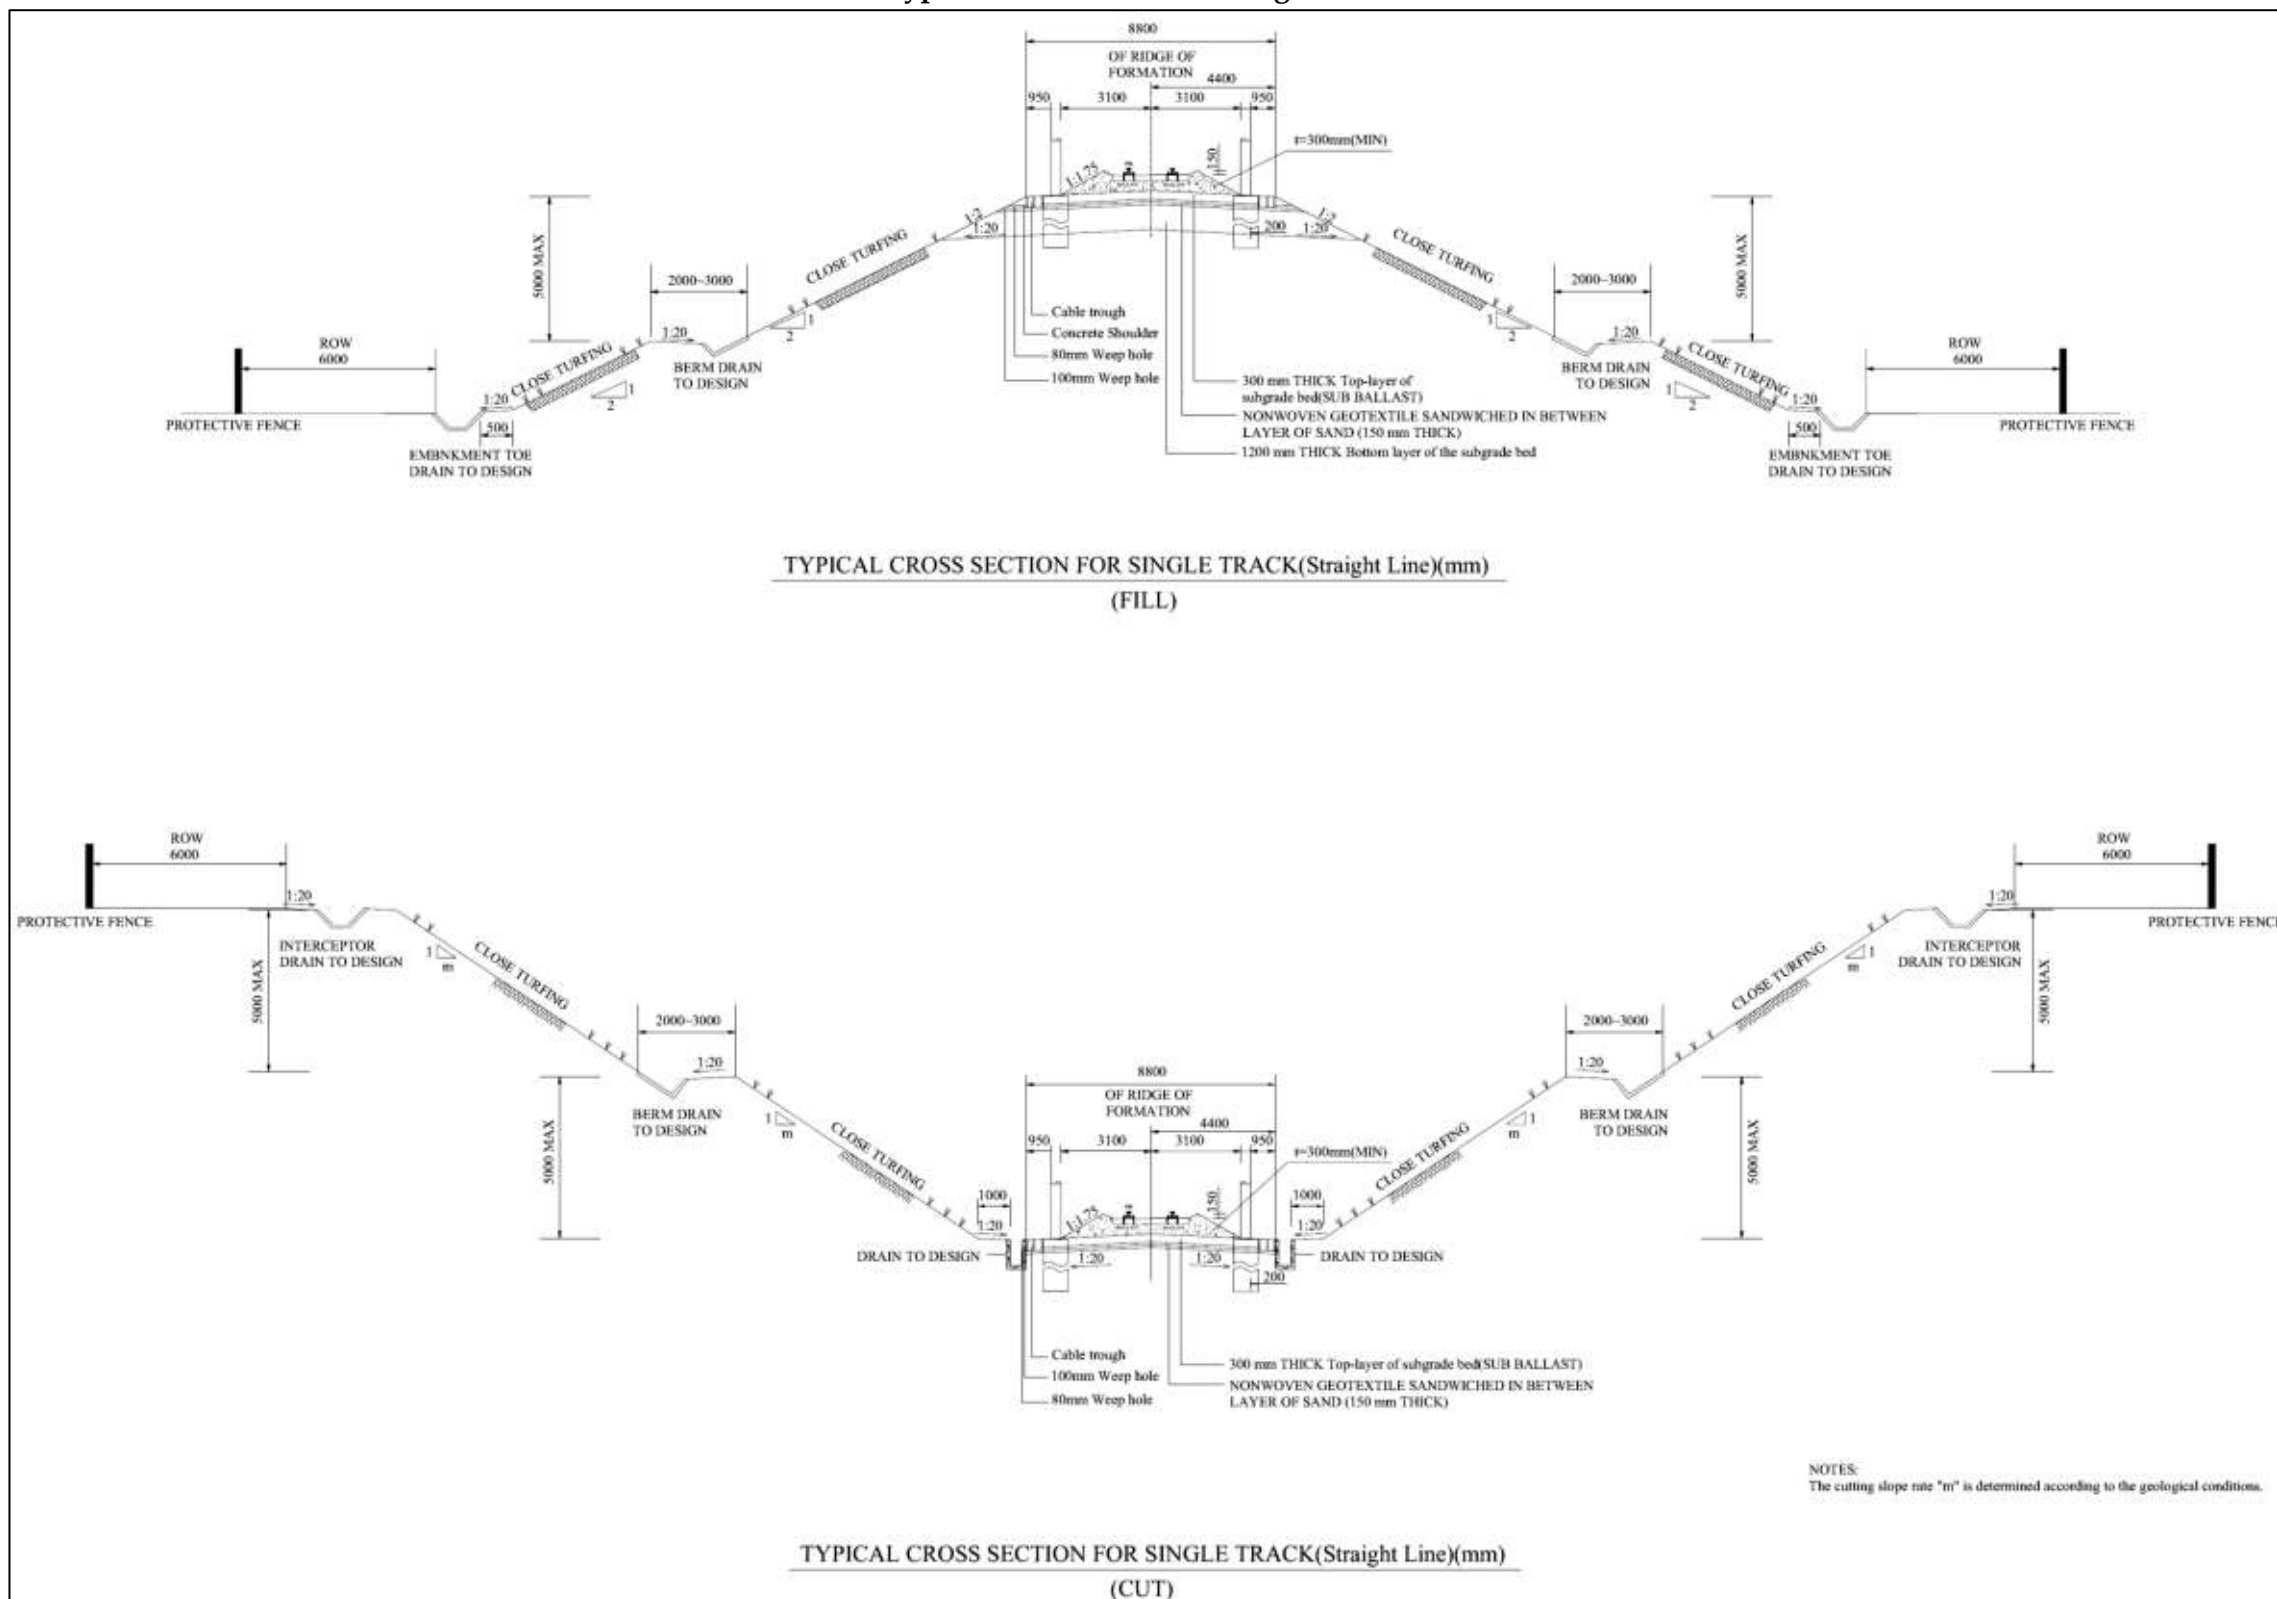 8800
OF RIDGE OF
FORMATION
4400
950
3100
3100
950
t=300mm(MIN)
150
1:1.75
1:2
1:2
1:20
200
1:20
CLOSE TURFING
CLOSE TURFING
5000 MAX
5000 MAX
2000~3000
2000~3000
1:20
1:20
1
2
1
2
BERM DRAIN
TO DESIGN
BERM DRAIN
TO DESIGN
ROW
6000
ROW
6000
CLOSE TURFING
CLOSE TURFING
1
2
1
2
1:20
1:20
500
500
PROTECTIVE FENCE
PROTECTIVE FENCE
EMBNKMENT TOE
DRAIN TO DESIGN
EMBNKMENT TOE
DRAIN TO DESIGN
Cable trough
Concrete Shoulder
80mm Weep hole
100mm Weep hole
300 mm THICK Top-layer of
subgrade bed(SUB BALLAST)
NONWOVEN GEOTEXTILE SANDWICHED IN BETWEEN
LAYER OF SAND (150 mm THICK)
1200 mm THICK Bottom layer of the subgrade bed
TYPICAL CROSS SECTION FOR SINGLE TRACK(Straight Line)(mm)
(FILL)
ROW
6000
ROW
6000
1:20
1:20
PROTECTIVE FENCE
PROTECTIVE FENCE
INTERCEPTOR
DRAIN TO DESIGN
INTERCEPTOR
DRAIN TO DESIGN
5000 MAX
5000 MAX
1
m
1
m
CLOSE TURFING
CLOSE TURFING
2000~3000
2000~3000
1:20
1:20
BERM DRAIN
TO DESIGN
BERM DRAIN
TO DESIGN
5000 MAX
5000 MAX
1
m
1
m
CLOSE TURFING
CLOSE TURFING
8800
OF RIDGE OF
FORMATION
4400
950
3100
3100
950
t=300mm(MIN)
1000
1000
150
1:1.75
1:20
1:20
DRAIN TO DESIGN
DRAIN TO DESIGN
1:20
1:20
200
Cable trough
100mm Weep hole
80mm Weep hole
300 mm THICK Top-layer of subgrade bed(SUB BALLAST)
NONWOVEN GEOTEXTILE SANDWICHED IN BETWEEN
LAYER OF SAND (150 mm THICK)
NOTES:
The cutting slope rate "m" is determined according to the geological conditions.
TYPICAL CROSS SECTION FOR SINGLE TRACK(Straight Line)(mm)
(CUT)